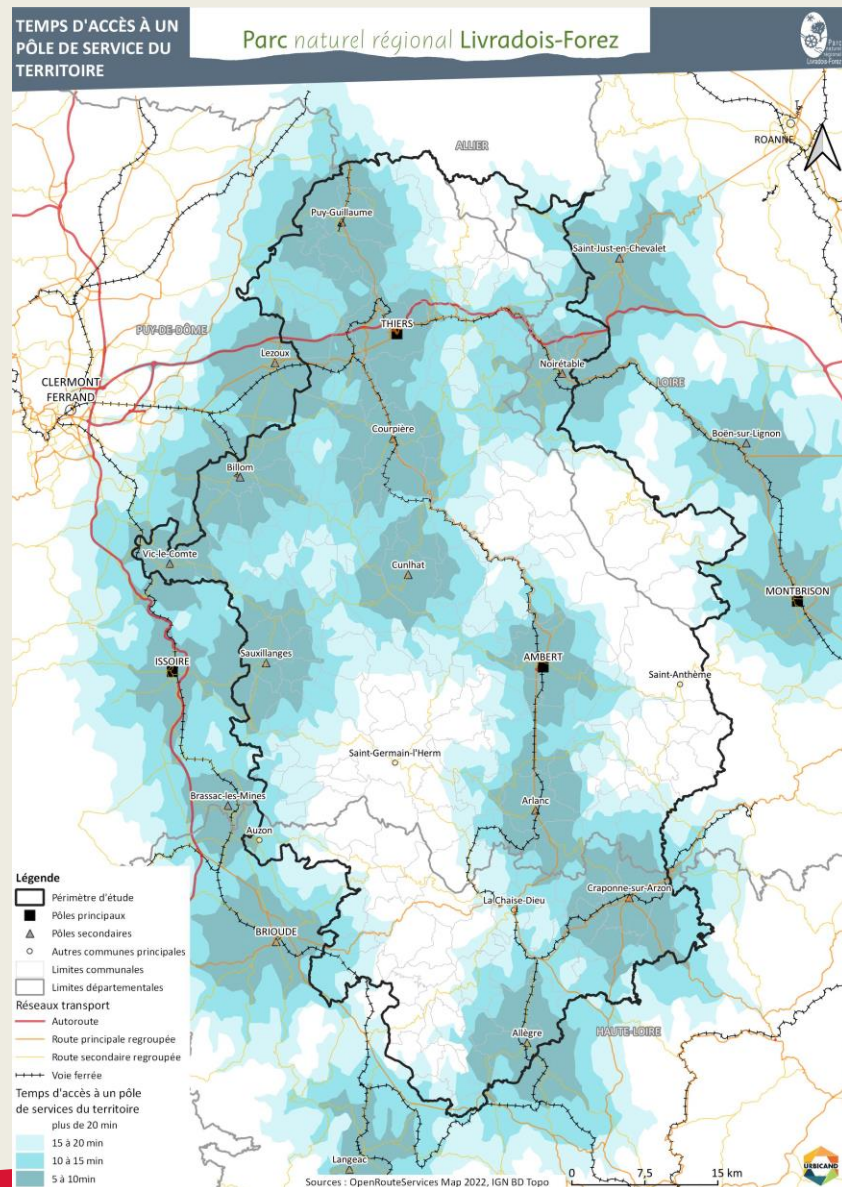 TEMPS D'ACCÈS À UN
PÔLE DE SERVICE DU
TERRITOIRE
Parc naturel régional Livradois-Forez
Parc
naturel
régional
Livradois-Forez
ALLIER
ROANNE
Puy-Guillaume
Saint-Just-en-Chevalet
PUY-DE-DÔME
THIERS
Lezoux
Noirétable
CLERMONT
FERRAND
LOIRE
Courpière
Boën-sur-Lignon
Billom
Vic-le-Comte
Cunlhat
MONTBRISON
ISSOIRE
Sauxillanges
AMBERT
Saint-Anthème
Saint-Germain-l'Herm
Brassac-les-Mines
Arlanc
Auzon
Craponne-sur-Arzon
La Chaise-Dieu
BRIOUDE
Allègre
HAUTE-LOIRE
Langeac
Légende
Périmètre d'étude
Pôles principaux
Pôles secondaires
Autres communes principales
Limites communales
Limites départementales
Réseaux transport
Autoroute
Route principale regroupée
Route secondaire regroupée
Voie ferrée
Temps d'accès à un pôle
de services du territoire
plus de 20 min
15 à 20 min
10 à 15 min
5 à 10min
Sources : OpenRouteServices Map 2022, IGN BD Topo
0 7,5 15 km
URBICAND